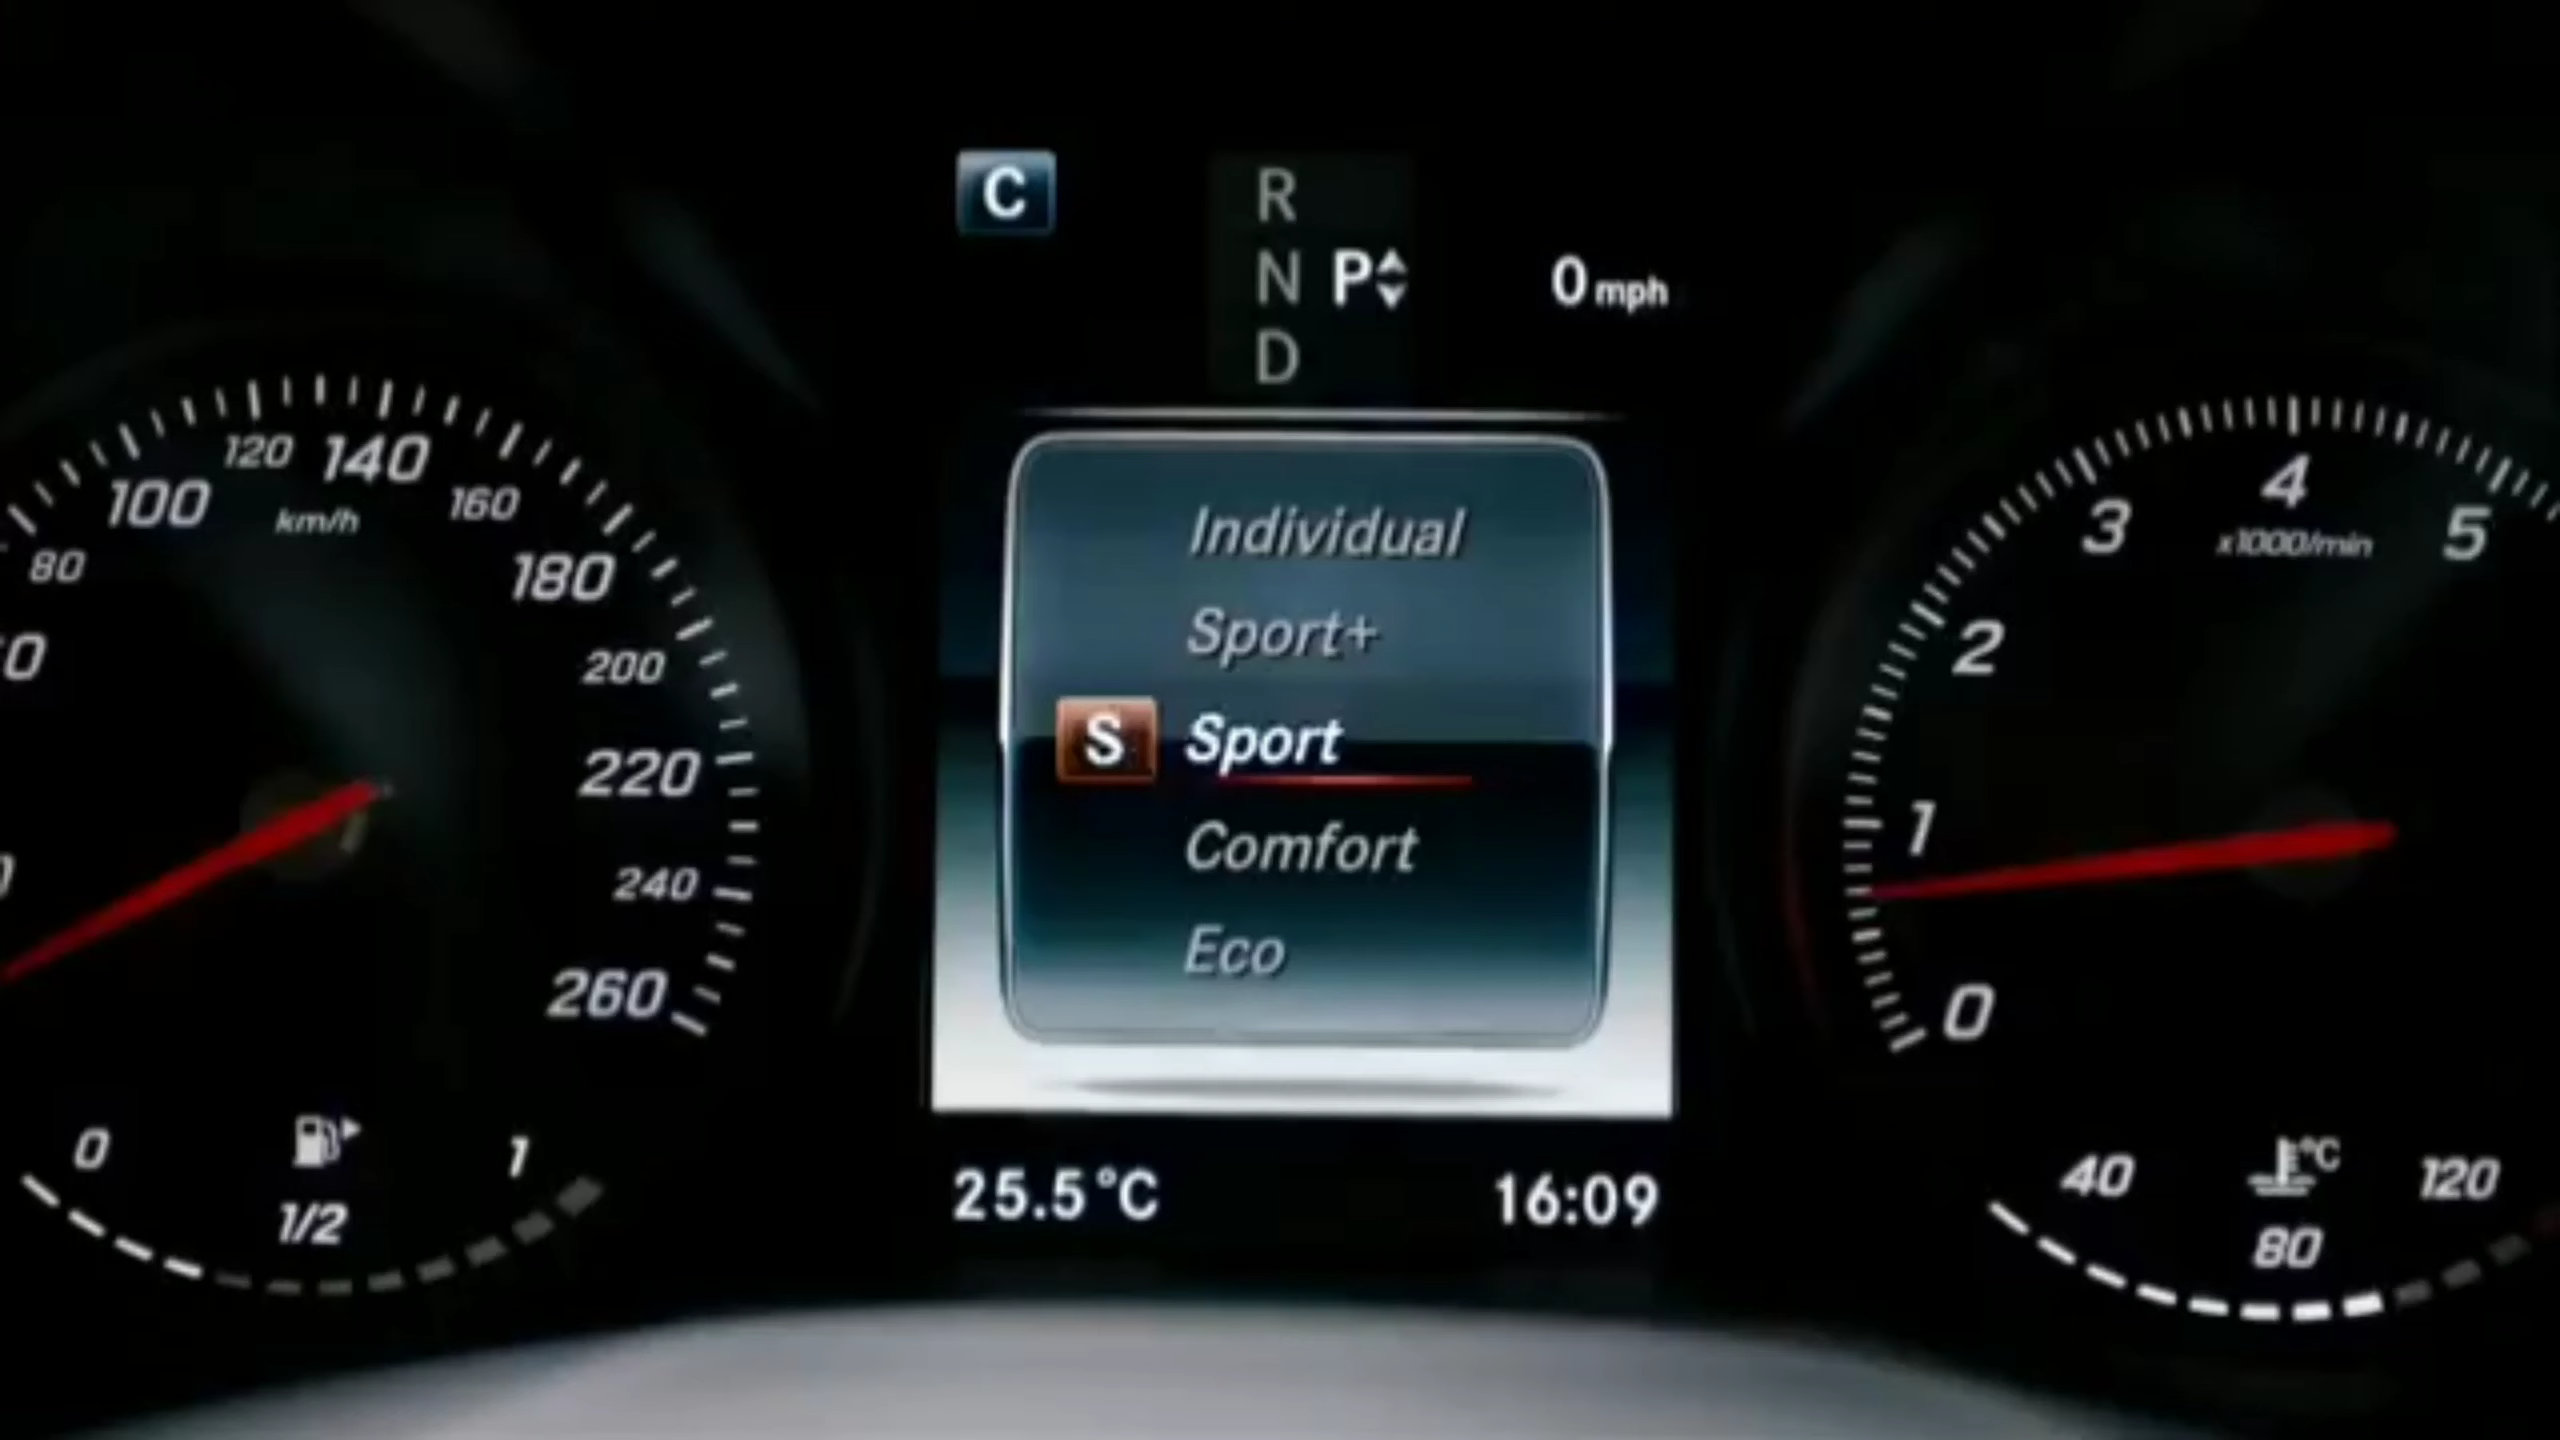 C
R
N P
D
0 mph
80
100
120
140
160
180
200
220
240
260
km/h
Individual
Sport+
S Sport
Comfort
Eco
0
1
2
3
4
5
x1000/min
0
1/2
1
25.5°C
16:09
40
80
120
°C